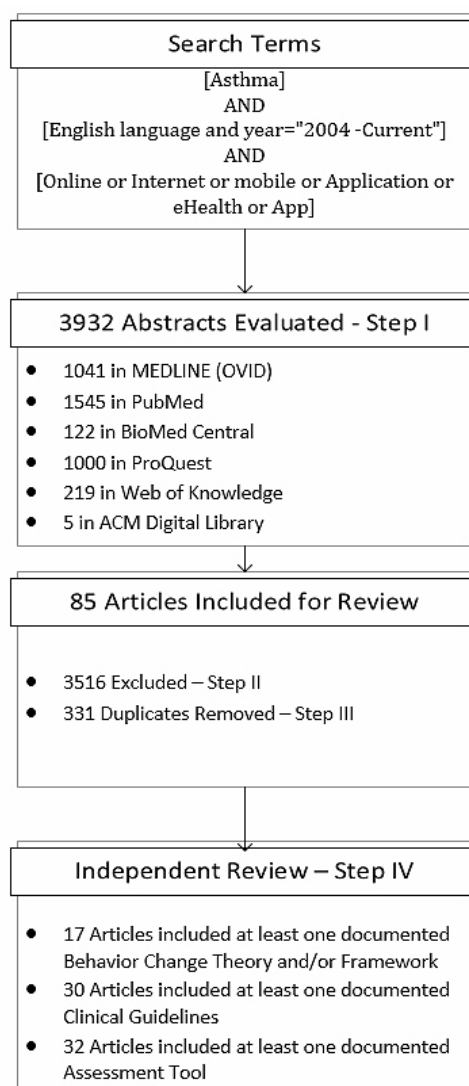 Search Terms
[Asthma]
AND
[English language and year="2004 -Current"]
AND
[Online or Internet or mobile or Application or
eHealth or App]
3932 Abstracts Evaluated - Step I
● 1041 in MEDLINE (OVID)
● 1545 in PubMed
● 122 in BioMed Central
● 1000 in ProQuest
● 219 in Web of Knowledge
● 5 in ACM Digital Library
85 Articles Included for Review
● 3516 Excluded – Step II
● 331 Duplicates Removed – Step III
Independent Review – Step IV
● 17 Articles included at least one documented
Behavior Change Theory and/or Framework
● 30 Articles included at least one documented
Clinical Guidelines
● 32 Articles included at least one documented
Assessment Tool